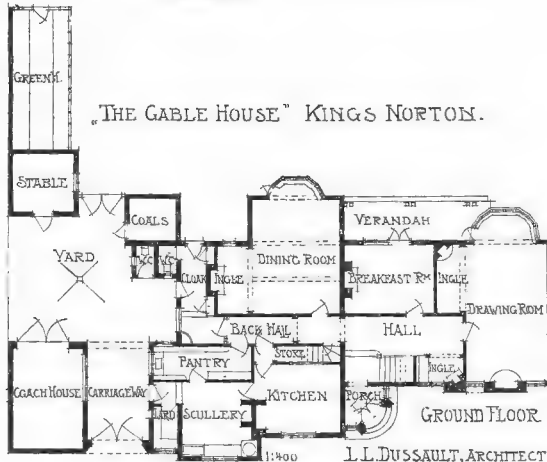 GREENH.
„THE GABLE HOUSE" KINGS NORTON.
STABLE
COALS
VERANDAH
YARD
W.C.
W.C.
CLOAK
INGLE
DINING ROOM
BREAKFAST RM
INGLE
DRAWING ROOM
BACK HALL
HALL
STORE
PANTRY
INGLE
COACH HOUSE
CARRIAGE WAY
LARD
SCULLERY
KITCHEN
PORCH
GROUND FLOOR
1:400
L.L. DUSSAULT, ARCHITECT